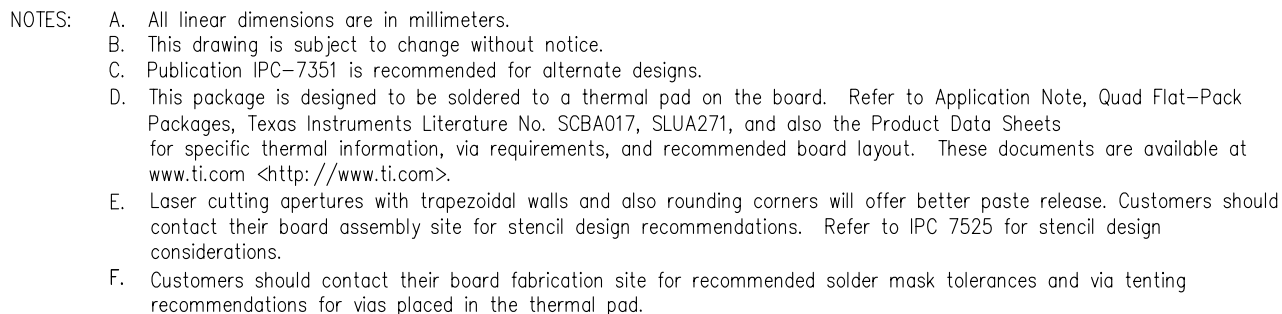 NOTES: A. All linear dimensions are in millimeters.
B. This drawing is subject to change without notice.
C. Publication IPC-7351 is recommended for alternate designs.
D. This package is designed to be soldered to a thermal pad on the board. Refer to Application Note, Quad Flat-Pack
Packages, Texas Instruments Literature No. SCBA017, SLUA271, and also the Product Data Sheets
for specific thermal information, via requirements, and recommended board layout. These documents are available at
www.ti.com <http://www.ti.com>.
E. Laser cutting apertures with trapezoidal walls and also rounding corners will offer better paste release. Customers should
contact their board assembly site for stencil design recommendations. Refer to IPC 7525 for stencil design
considerations.
F. Customers should contact their board fabrication site for recommended solder mask tolerances and via tenting
recommendations for vias placed in the thermal pad.